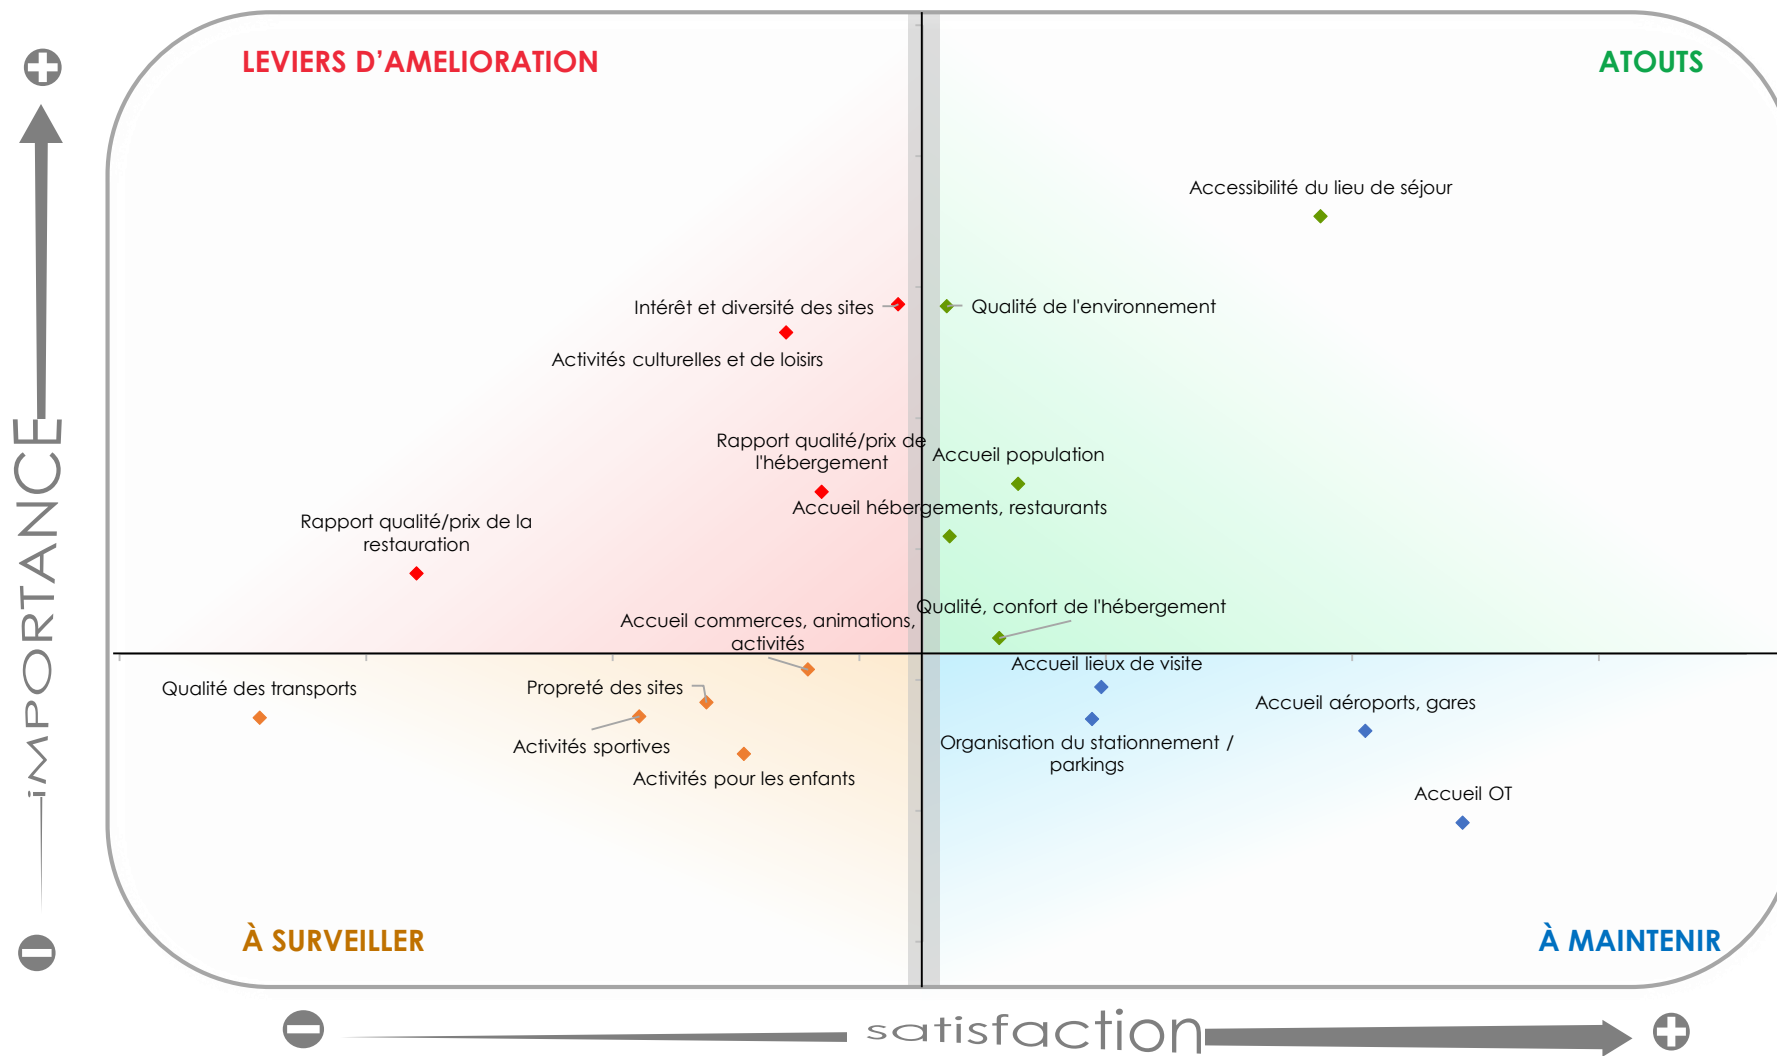 LEVIERS D’AMELIORATION
ATOUTS
Accessibilité du lieu de séjour
Intérêt et diversité des sites
Qualité de l'environnement
Activités culturelles et de loisirs
Rapport qualité/prix de
l'hébergement
Accueil population
Accueil hébergements, restaurants
Rapport qualité/prix de la
restauration
Qualité, confort de l'hébergement
Accueil commerces, animations,
activités
Accueil lieux de visite
Qualité des transports
Propreté des sites
Accueil aéroports, gares
Activités sportives
Organisation du stationnement /
parkings
Activités pour les enfants
Accueil OT
À SURVEILLER
À MAINTENIR
iMPORTANCE
satisfaction